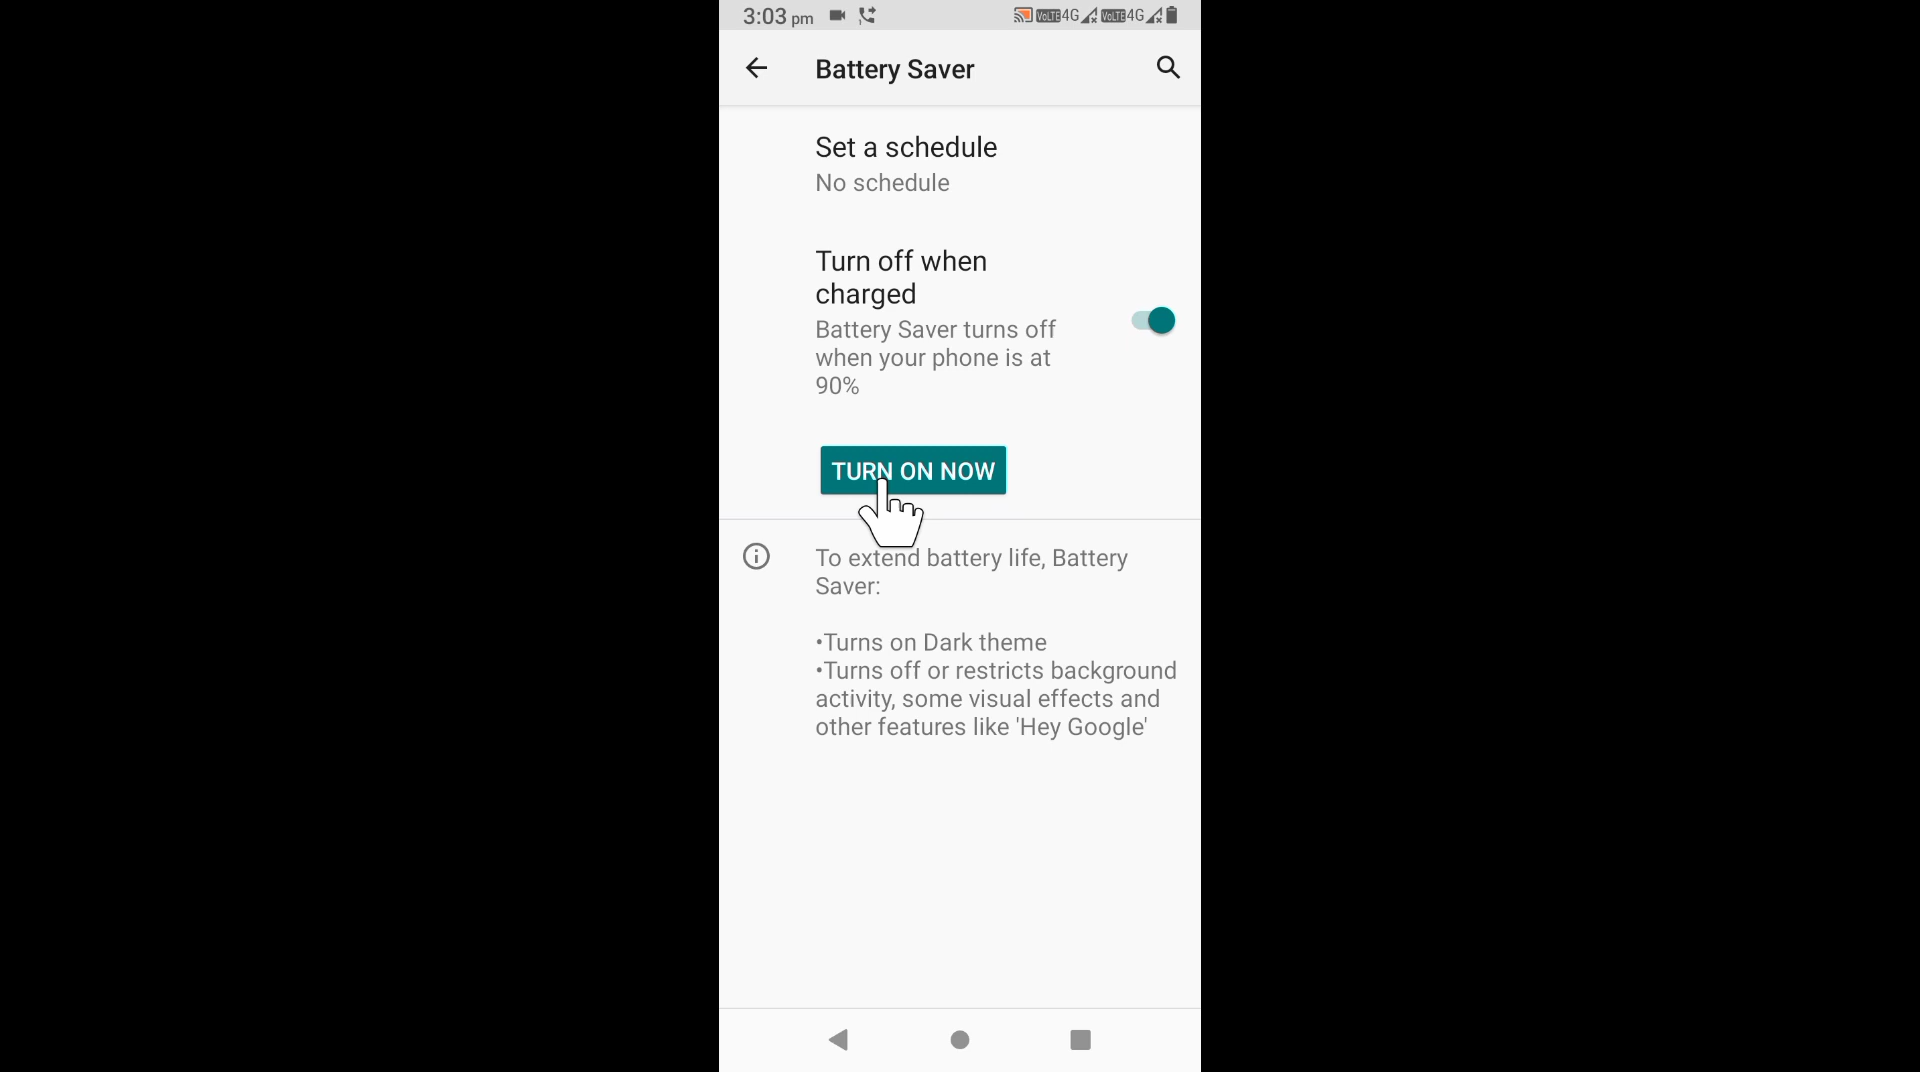 3:03 pm VoLTE 4G VoLTE 4G
Battery Saver
Set a schedule
No schedule
Turn off when
charged
Battery Saver turns off
when your phone is at
90%
TURN ON NOW
To extend battery life, Battery
Saver:
•Turns on Dark theme
•Turns off or restricts background
activity, some visual effects and
other features like 'Hey Google'